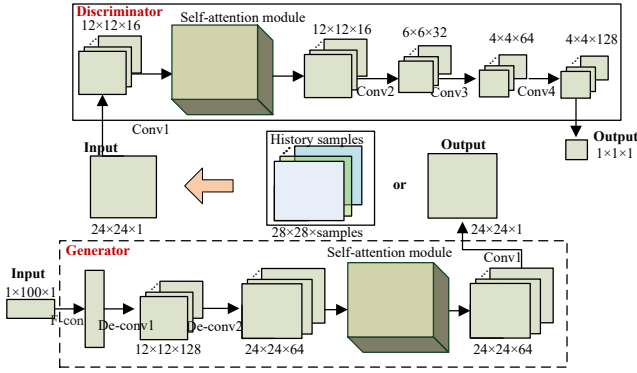 Discriminator
12×12×16
Self-attention module
12×12×16
6×6×32
4×4×64
4×4×128
Conv2
Conv3
Conv4
Conv1
Input
24×24×1
History samples
28×28×samples
or
Output
24×24×1
Output
1×1×1
Generator
Self-attention module
Conv1
Input
1×100×1
F-con
De-conv1
De-conv2
12×12×128
24×24×64
24×24×64